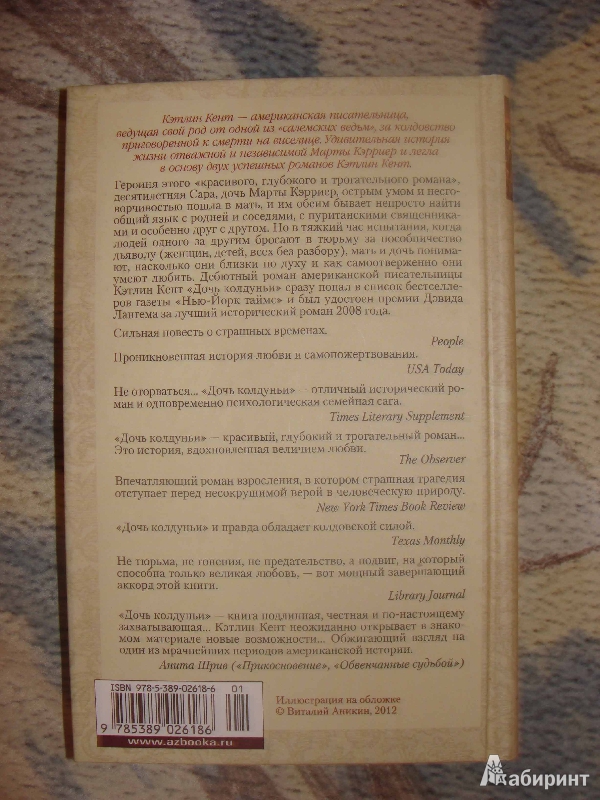 Кэтлин Кент — американская писательница,
ведущая свой род от одной из «салемских ведьм», за колдовство
приговоренной к смерти на виселице. Удивительная история
жизни отважной и независимой Марты Кэрриер и легла
в основу двух успешных романов Кэтлин Кент.
Героиня этого «красивого, глубокого и трогательного романа»,
десятилетняя Сара, дочь Марты Кэрриер, острым умом и несго-
ворчивостью пошла в мать, и им обеим бывает непросто найти
общий язык с родней и соседями, с пуританскими священника-
ми и особенно друг с другом. Но в тяжкий час испытания, когда
людей одного за другим бросают в тюрьму за пособничество
дьяволу (женщин, детей, всех без разбору), мать и дочь понима-
ют, насколько они близки по духу и как самоотверженно они
умеют любить. Дебютный роман американской писательницы
Кэтлин Кент «Дочь колдуньи» сразу попал в список бестселле-
ров газеты «Нью-Йорк таймс» и был удостоен премии Дэвида
Лангема за лучший исторический роман 2008 года.
Сильная повесть о страшных временах.
People
Проникновенная история любви и самопожертвования.
USA Today
Не оторваться... «Дочь колдуньи» — отличный исторический ро-
ман и одновременно психологическая семейная сага.
Times Literary Supplement
«Дочь колдуньи» — красивый, глубокий и трогательный роман...
Это история, вдохновленная величием любви.
The Observer
Впечатляющий роман взросления, в котором страшная трагедия
отступает перед несокрушимой верой в человеческую природу.
New York Times Book Review
«Дочь колдуньи» и правда обладает колдовской силой.
Texas Monthly
Не тюрьма, не гонения, не предательство, а подвиг, на который
способна только великая любовь, — вот мощный завершающий
аккорд этой книги.
Library Journal
«Дочь колдуньи» — книга подлинная, честная и по-настоящему
захватывающая... Кэтлин Кент неожиданно открывает в знако-
мом материале новые возможности... Обжигающий взгляд на
один из мрачнейших периодов американской истории.
Анита Шрив («Прикосновение», «Обвенчанные судьбой»)
ISBN 978-5-389-02618-6 01
9 785389 026186
www.azbooka.ru
Иллюстрация на обложке
© Виталий Аникин, 2012
Лабиринт